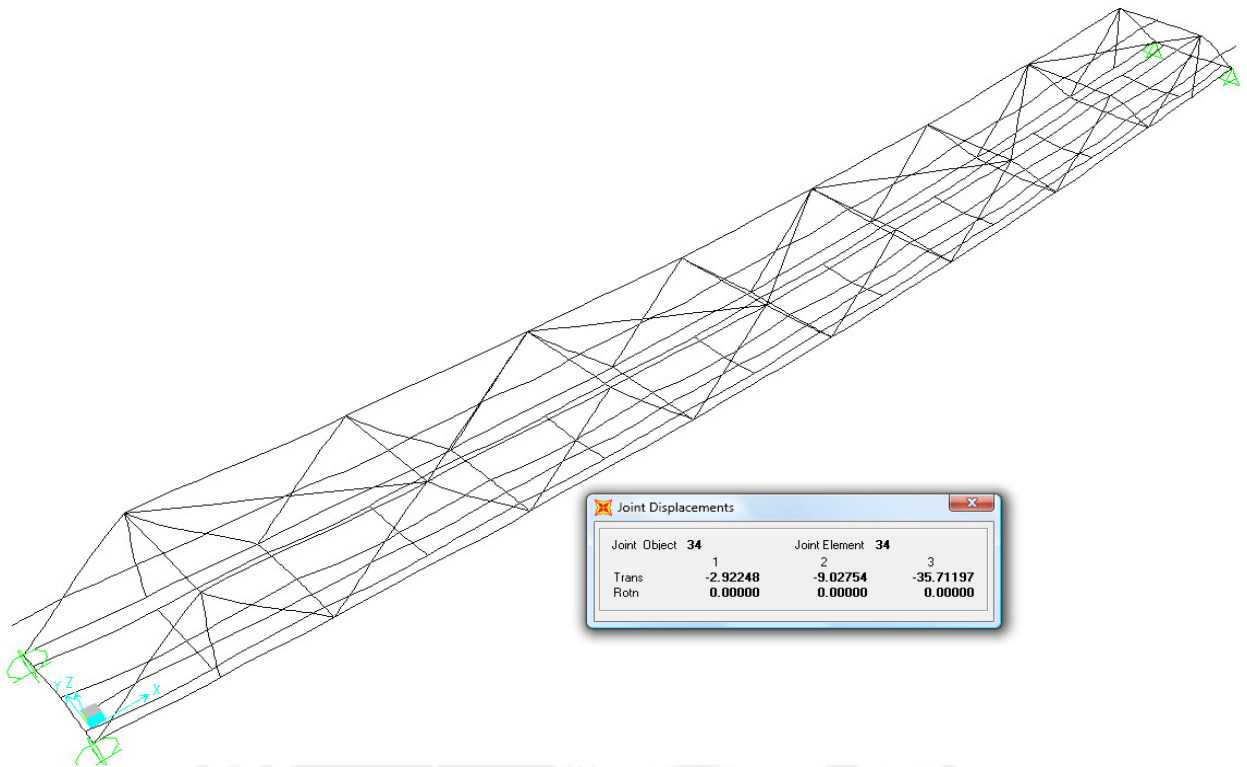 Joint Displacements
Joint Object 34 Joint Element 34
1 2 3
Trans -2.92248 -9.02754 -35.71197
Rotn 0.00000 0.00000 0.00000
Y Z X